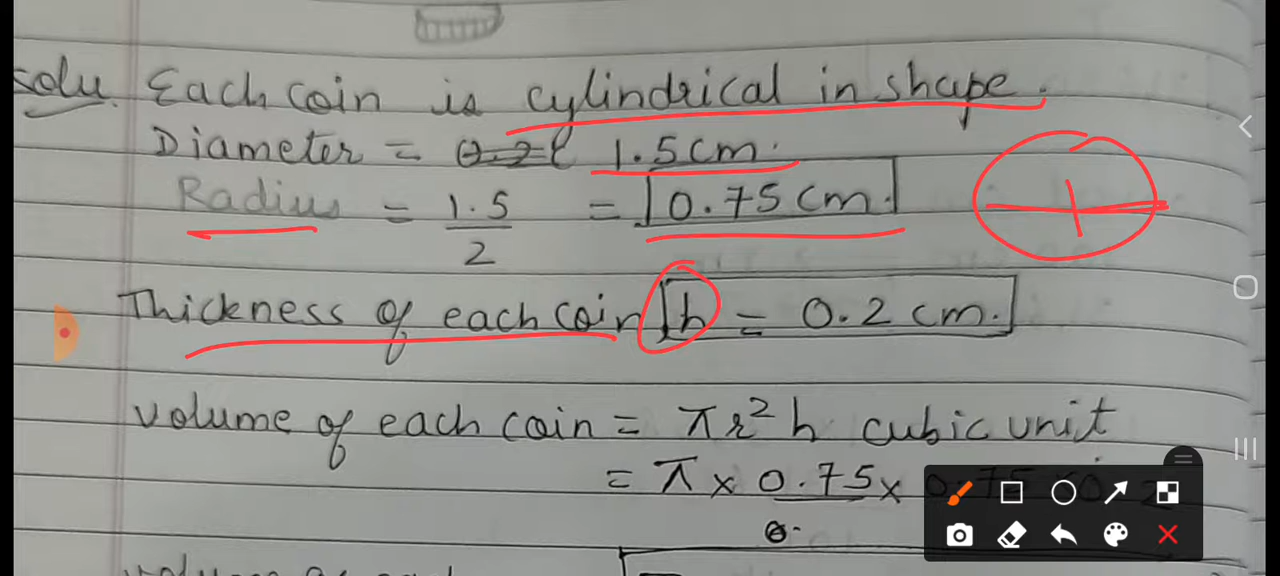 Solu. Each coin is cylindrical in shape.
Diameter = 1.5 cm.
Radius = 1.5/2 = 0.75 cm.
Thickness of each coin h = 0.2 cm.
Volume of each coin = πr²h cubic unit
= π × 0.75 ×